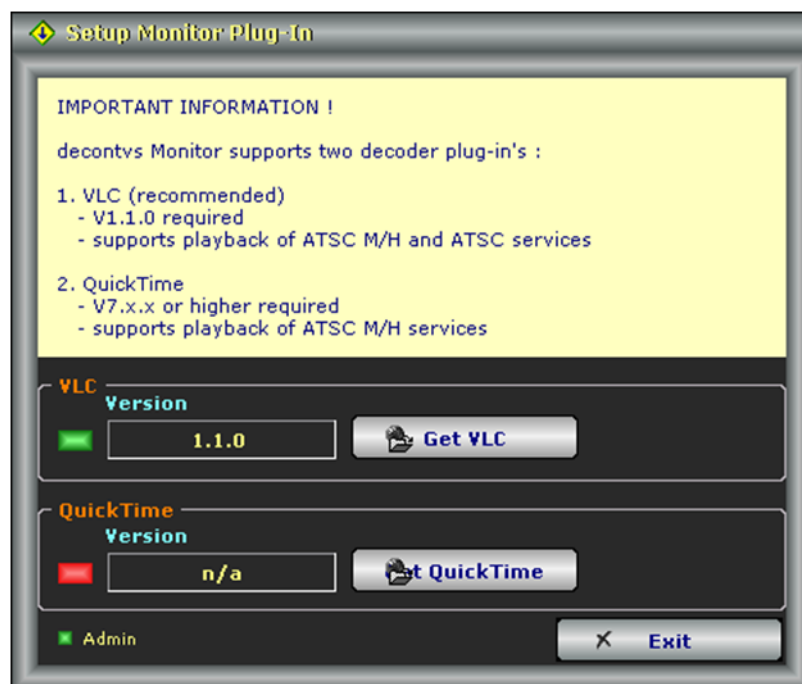 Setup Monitor Plug-In
IMPORTANT INFORMATION !
decontvs Monitor supports two decoder plug-in's :
1. VLC (recommended)
- V1.1.0 required
- supports playback of ATSC M/H and ATSC services
2. QuickTime
- V7.x.x or higher required
- supports playback of ATSC M/H services
VLC
Version
1.1.0
Get VLC
QuickTime
Version
n/a
t QuickTime
Admin
Exit